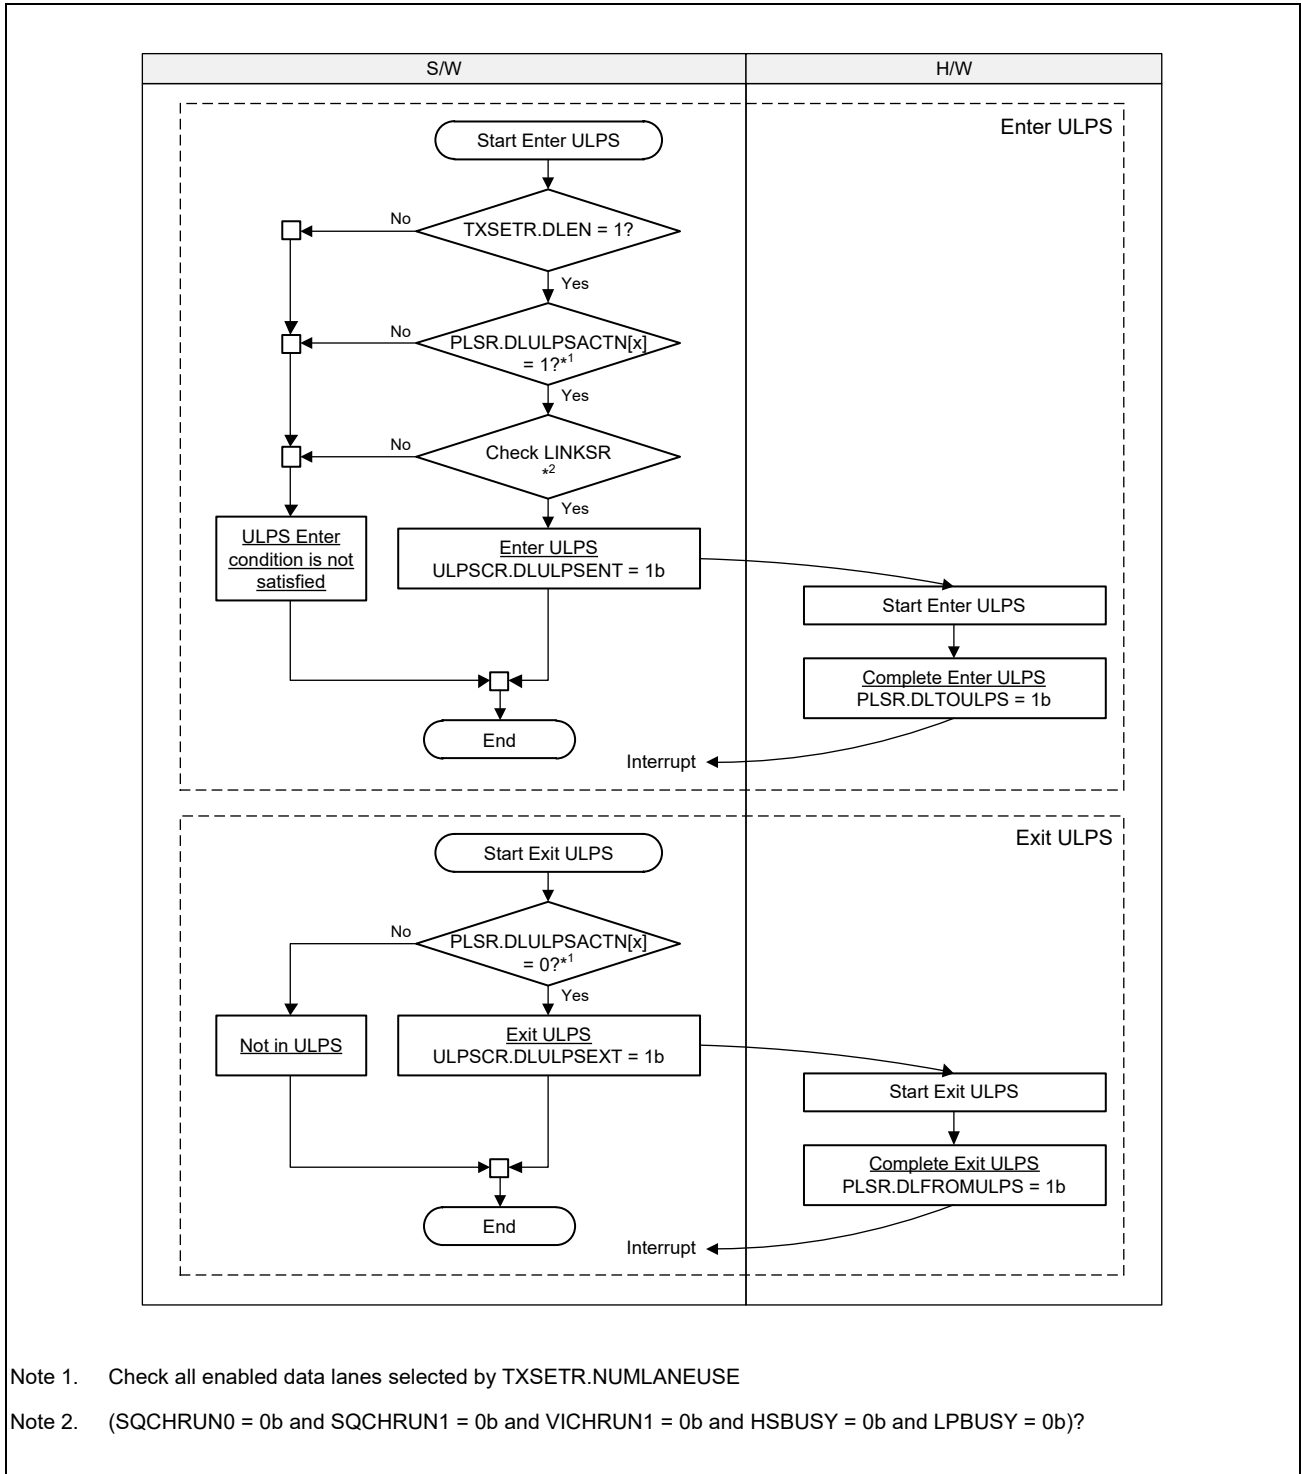 S/W
H/W
Enter ULPS
Start Enter ULPS
No
TXSETR.DLEN = 1?
Yes
No
PLSR.DLULPSACTN[x]
= 1?*1
Yes
No
Check LINKSR
*2
Yes
ULPS Enter
condition is not
satisfied
Enter ULPS
ULPSCR.DLULPSENT = 1b
Start Enter ULPS
Complete Enter ULPS
PLSR.DLTOULPS = 1b
End
Interrupt
Exit ULPS
Start Exit ULPS
No
PLSR.DLULPSACTN[x]
= 0?*1
Yes
Not in ULPS
Exit ULPS
ULPSCR.DLULPSEXT = 1b
Start Exit ULPS
Complete Exit ULPS
PLSR.DLFROMULPS = 1b
End
Interrupt
Note 1. Check all enabled data lanes selected by TXSETR.NUMLANEUSE
Note 2. (SQCHRUN0 = 0b and SQCHRUN1 = 0b and VICHRUN1 = 0b and HSBUSY = 0b and LPBUSY = 0b)?